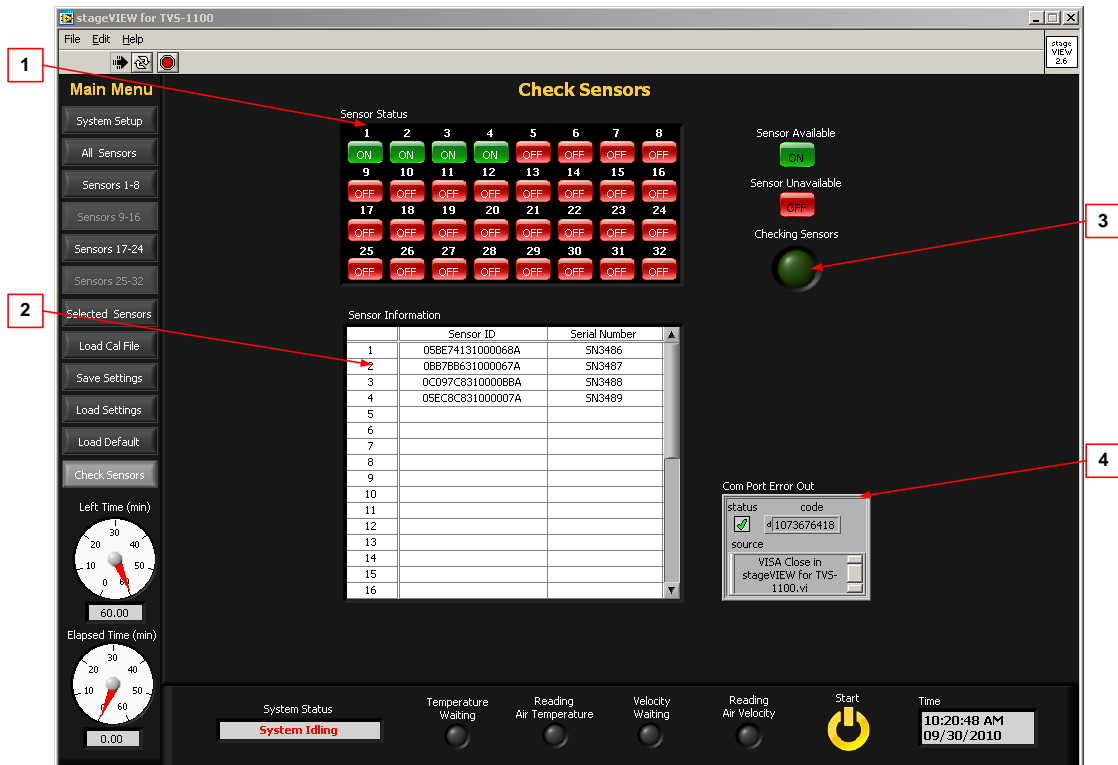 stageVIEW for TVS-1100
File Edit Help
stage
VIEW
2.6
1
2
3
4
Main Menu
System Setup
All Sensors
Sensors 1-8
Sensors 9-16
Sensors 17-24
Sensors 25-32
Selected Sensors
Load Cal File
Save Settings
Load Settings
Load Default
Check Sensors
Left Time (min)
0 10 20 30 40 50 60
60.00
Elapsed Time (min)
0 10 20 30 40 50 60
0.00
Check Sensors
Sensor Status
1 2 3 4 5 6 7 8
ON ON ON ON OFF OFF OFF OFF
9 10 11 12 13 14 15 16
OFF OFF OFF OFF OFF OFF OFF OFF
17 18 19 20 21 22 23 24
OFF OFF OFF OFF OFF OFF OFF OFF
25 26 27 28 29 30 31 32
OFF OFF OFF OFF OFF OFF OFF OFF
Sensor Available
ON
Sensor Unavailable
OFF
Checking Sensors
Sensor Information
Sensor ID Serial Number
1 05BE74131000068A SN3486
2 0BB7BB631000067A SN3487
3 0C097C8310000BBA SN3488
4 05EC8C831000007A SN3489
5
6
7
8
9
10
11
12
13
14
15
16
Com Port Error Out
status code
d 1073676418
source
VISA Close in
stageVIEW for TVS-
1100.vi
System Status
System Idling
Temperature
Waiting
Reading
Air Temperature
Velocity
Waiting
Reading
Air Velocity
Start
Time
10:20:48 AM
09/30/2010